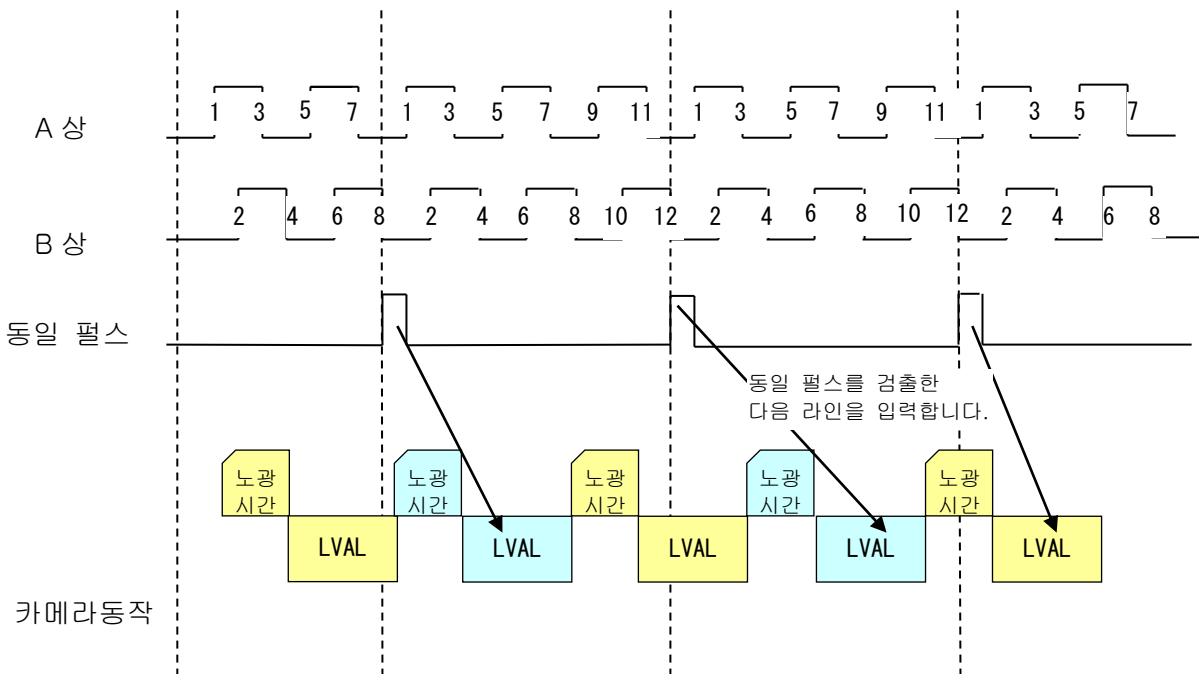 A 상
1 3 5 7 1 3 5 7 9 11 1 3 5 7 9 11 1 3 5 7
B 상
2 4 6 8 2 4 6 8 10 12 2 4 6 8 10 12 2 4 6 8
동일 펄스
동일 펄스를 검출한
다음 라인을 입력합니다.
노광 노광 노광 노광 노광
시간 시간 시간 시간 시간
LVAL LVAL LVAL LVAL LVAL
카메라동작